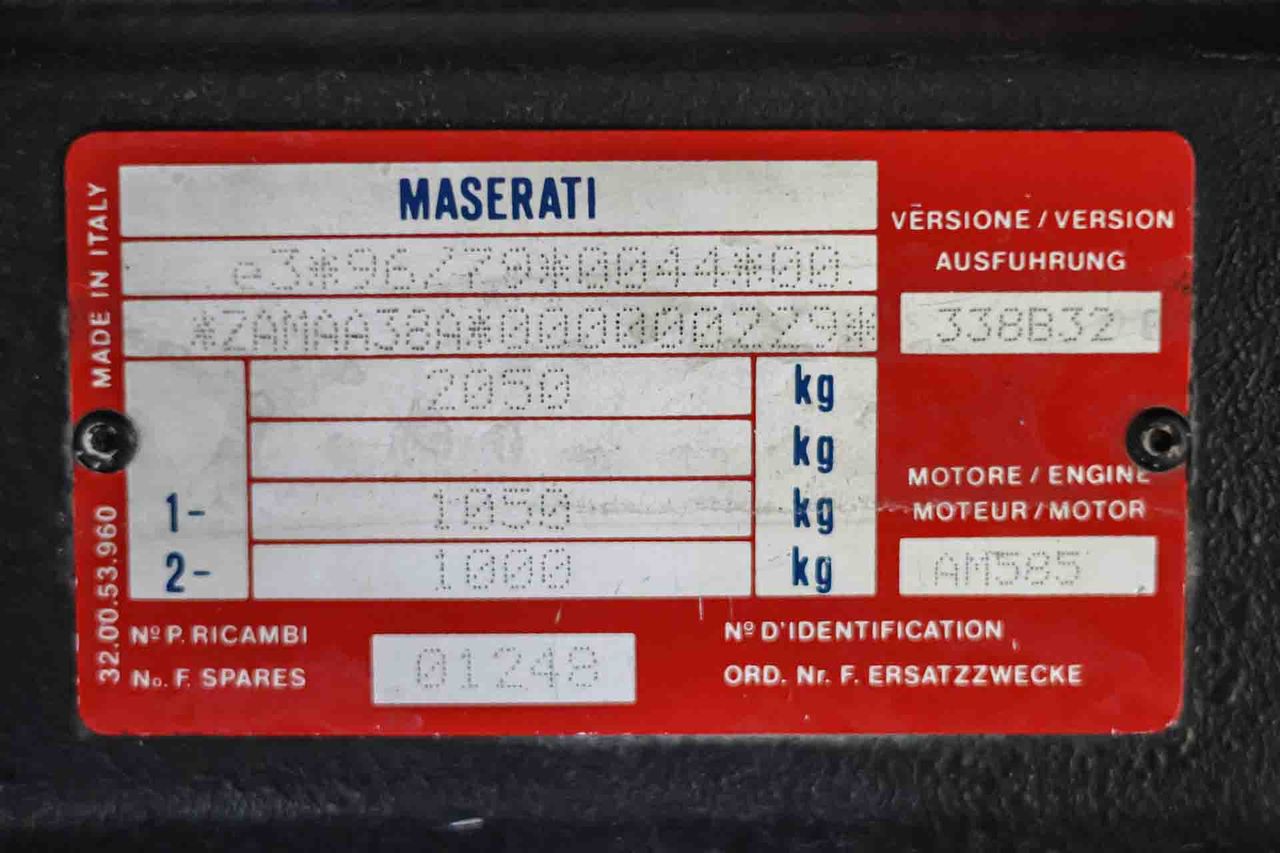 MASERATI
e3*96/79*0044*00.
*ZAMAA38A*000000229*
2050 kg
kg
1- 1050 kg
2- 1000 kg
MADE IN ITALY
32.00.53.960
VERSIONE / VERSION
AUSFUHRUNG
338B32
MOTORE / ENGINE
MOTEUR / MOTOR
AM585
Nº P. RICAMBI
No. F. SPARES
01248
Nº D'IDENTIFICATION
ORD. Nr. F. ERSATZZWECKE